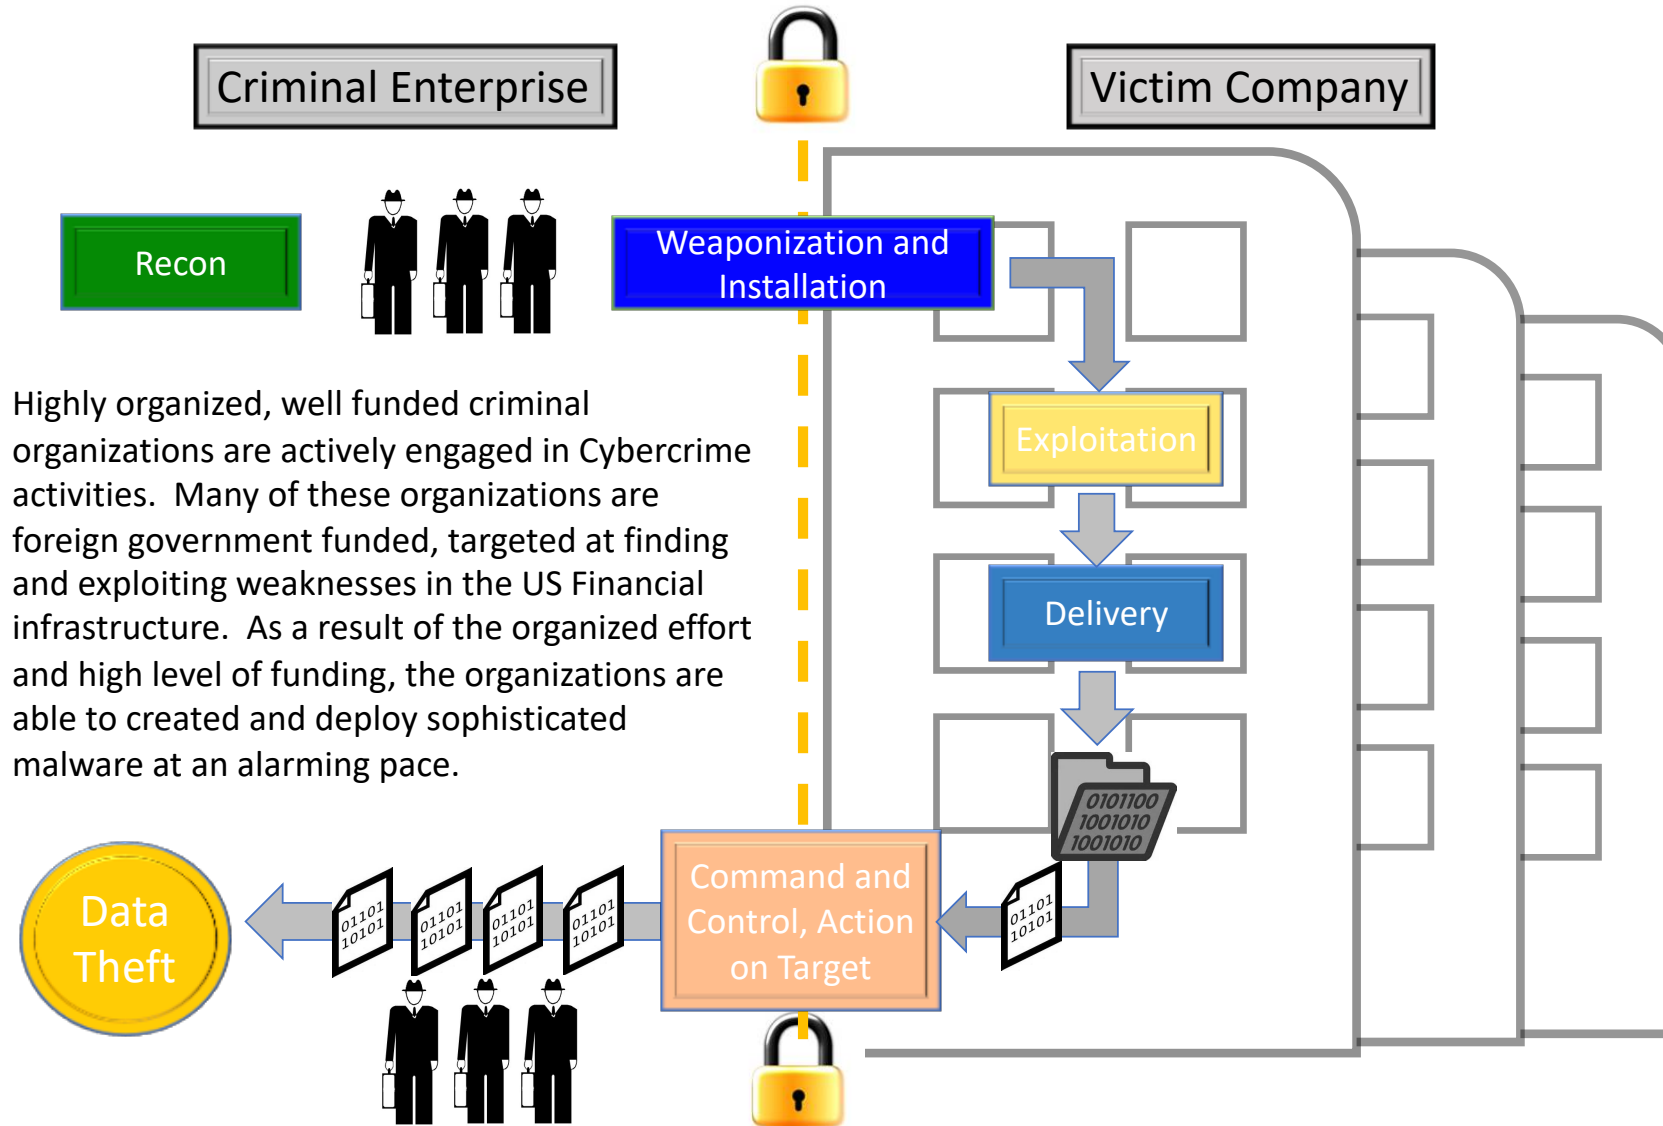 Criminal Enterprise
Victim Company
Recon
Weaponization and
Installation
Highly organized, well funded criminal
organizations are actively engaged in Cybercrime
activities.  Many of these organizations are
foreign government funded, targeted at finding
and exploiting weaknesses in the US Financial
infrastructure.  As a result of the organized effort
and high level of funding, the organizations are
able to created and deploy sophisticated
malware at an alarming pace.
Exploitation
Delivery
0101100
1001010
1001010
Command and
Control, Action
on Target
01101
10101
01101
10101
01101
10101
01101
10101
01101
10101
Data
Theft